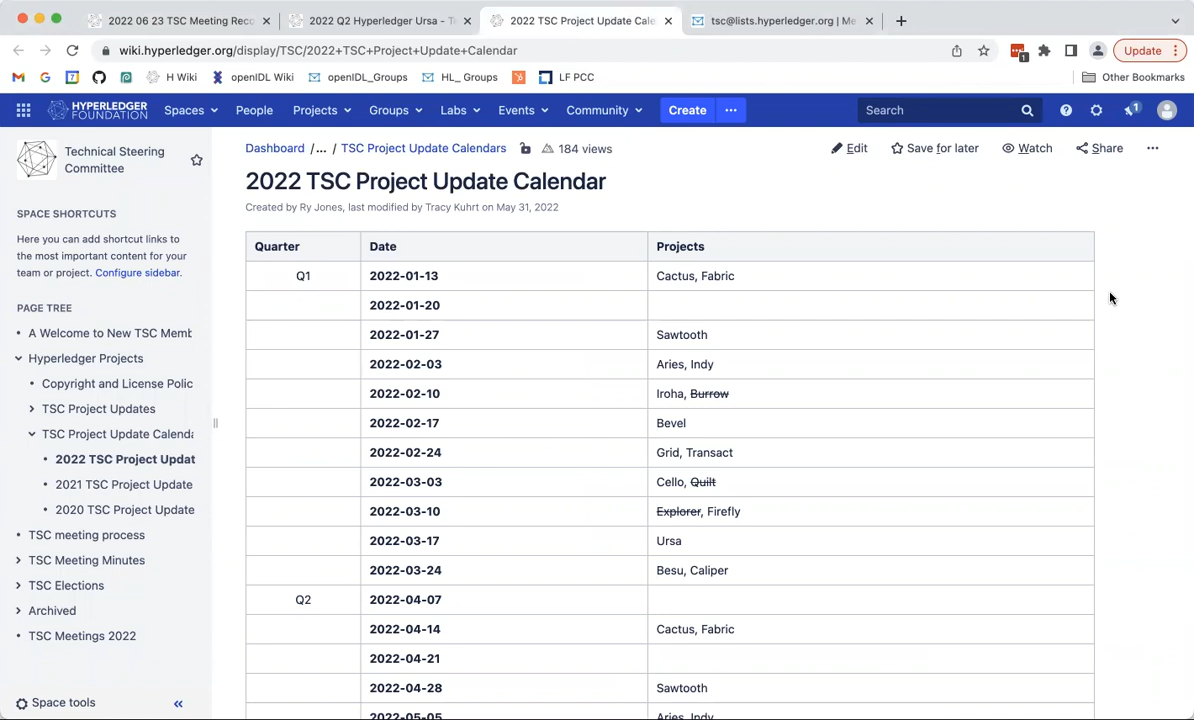 2022 06 23 TSC Meeting Reco
2022 Q2 Hyperledger Ursa - Te
2022 TSC Project Update Cale
tsc@lists.hyperledger.org | Me
wiki.hyperledger.org/display/TSC/2022+TSC+Project+Update+Calendar
1
Update
H Wiki
openIDL Wiki
openIDL_Groups
HL_ Groups
LF PCC
Other Bookmarks
HYPERLEDGER FOUNDATION
Spaces
People
Projects
Groups
Labs
Events
Community
Create
Search
1
Technical Steering
Committee
SPACE SHORTCUTS
Here you can add shortcut links to
the most important content for your
team or project. Configure sidebar.
PAGE TREE
A Welcome to New TSC Memb
Hyperledger Projects
Copyright and License Polic
TSC Project Updates
TSC Project Update Calenda
2022 TSC Project Updat
2021 TSC Project Update
2020 TSC Project Update
TSC meeting process
TSC Meeting Minutes
TSC Elections
Archived
TSC Meetings 2022
Space tools
Dashboard /... / TSC Project Update Calendars 184 views
Edit Save for later Watch Share
2022 TSC Project Update Calendar
Created by Ry Jones, last modified by Tracy Kuhrt on May 31, 2022
Quarter Date Projects
Q1 2022-01-13 Cactus, Fabric
2022-01-20
2022-01-27 Sawtooth
2022-02-03 Aries, Indy
2022-02-10 Iroha, Burrow
2022-02-17 Bevel
2022-02-24 Grid, Transact
2022-03-03 Cello, Quilt
2022-03-10 Explorer, Firefly
2022-03-17 Ursa
2022-03-24 Besu, Caliper
Q2 2022-04-07
2022-04-14 Cactus, Fabric
2022-04-21
2022-04-28 Sawtooth
2022-05-05 Aries, Indy